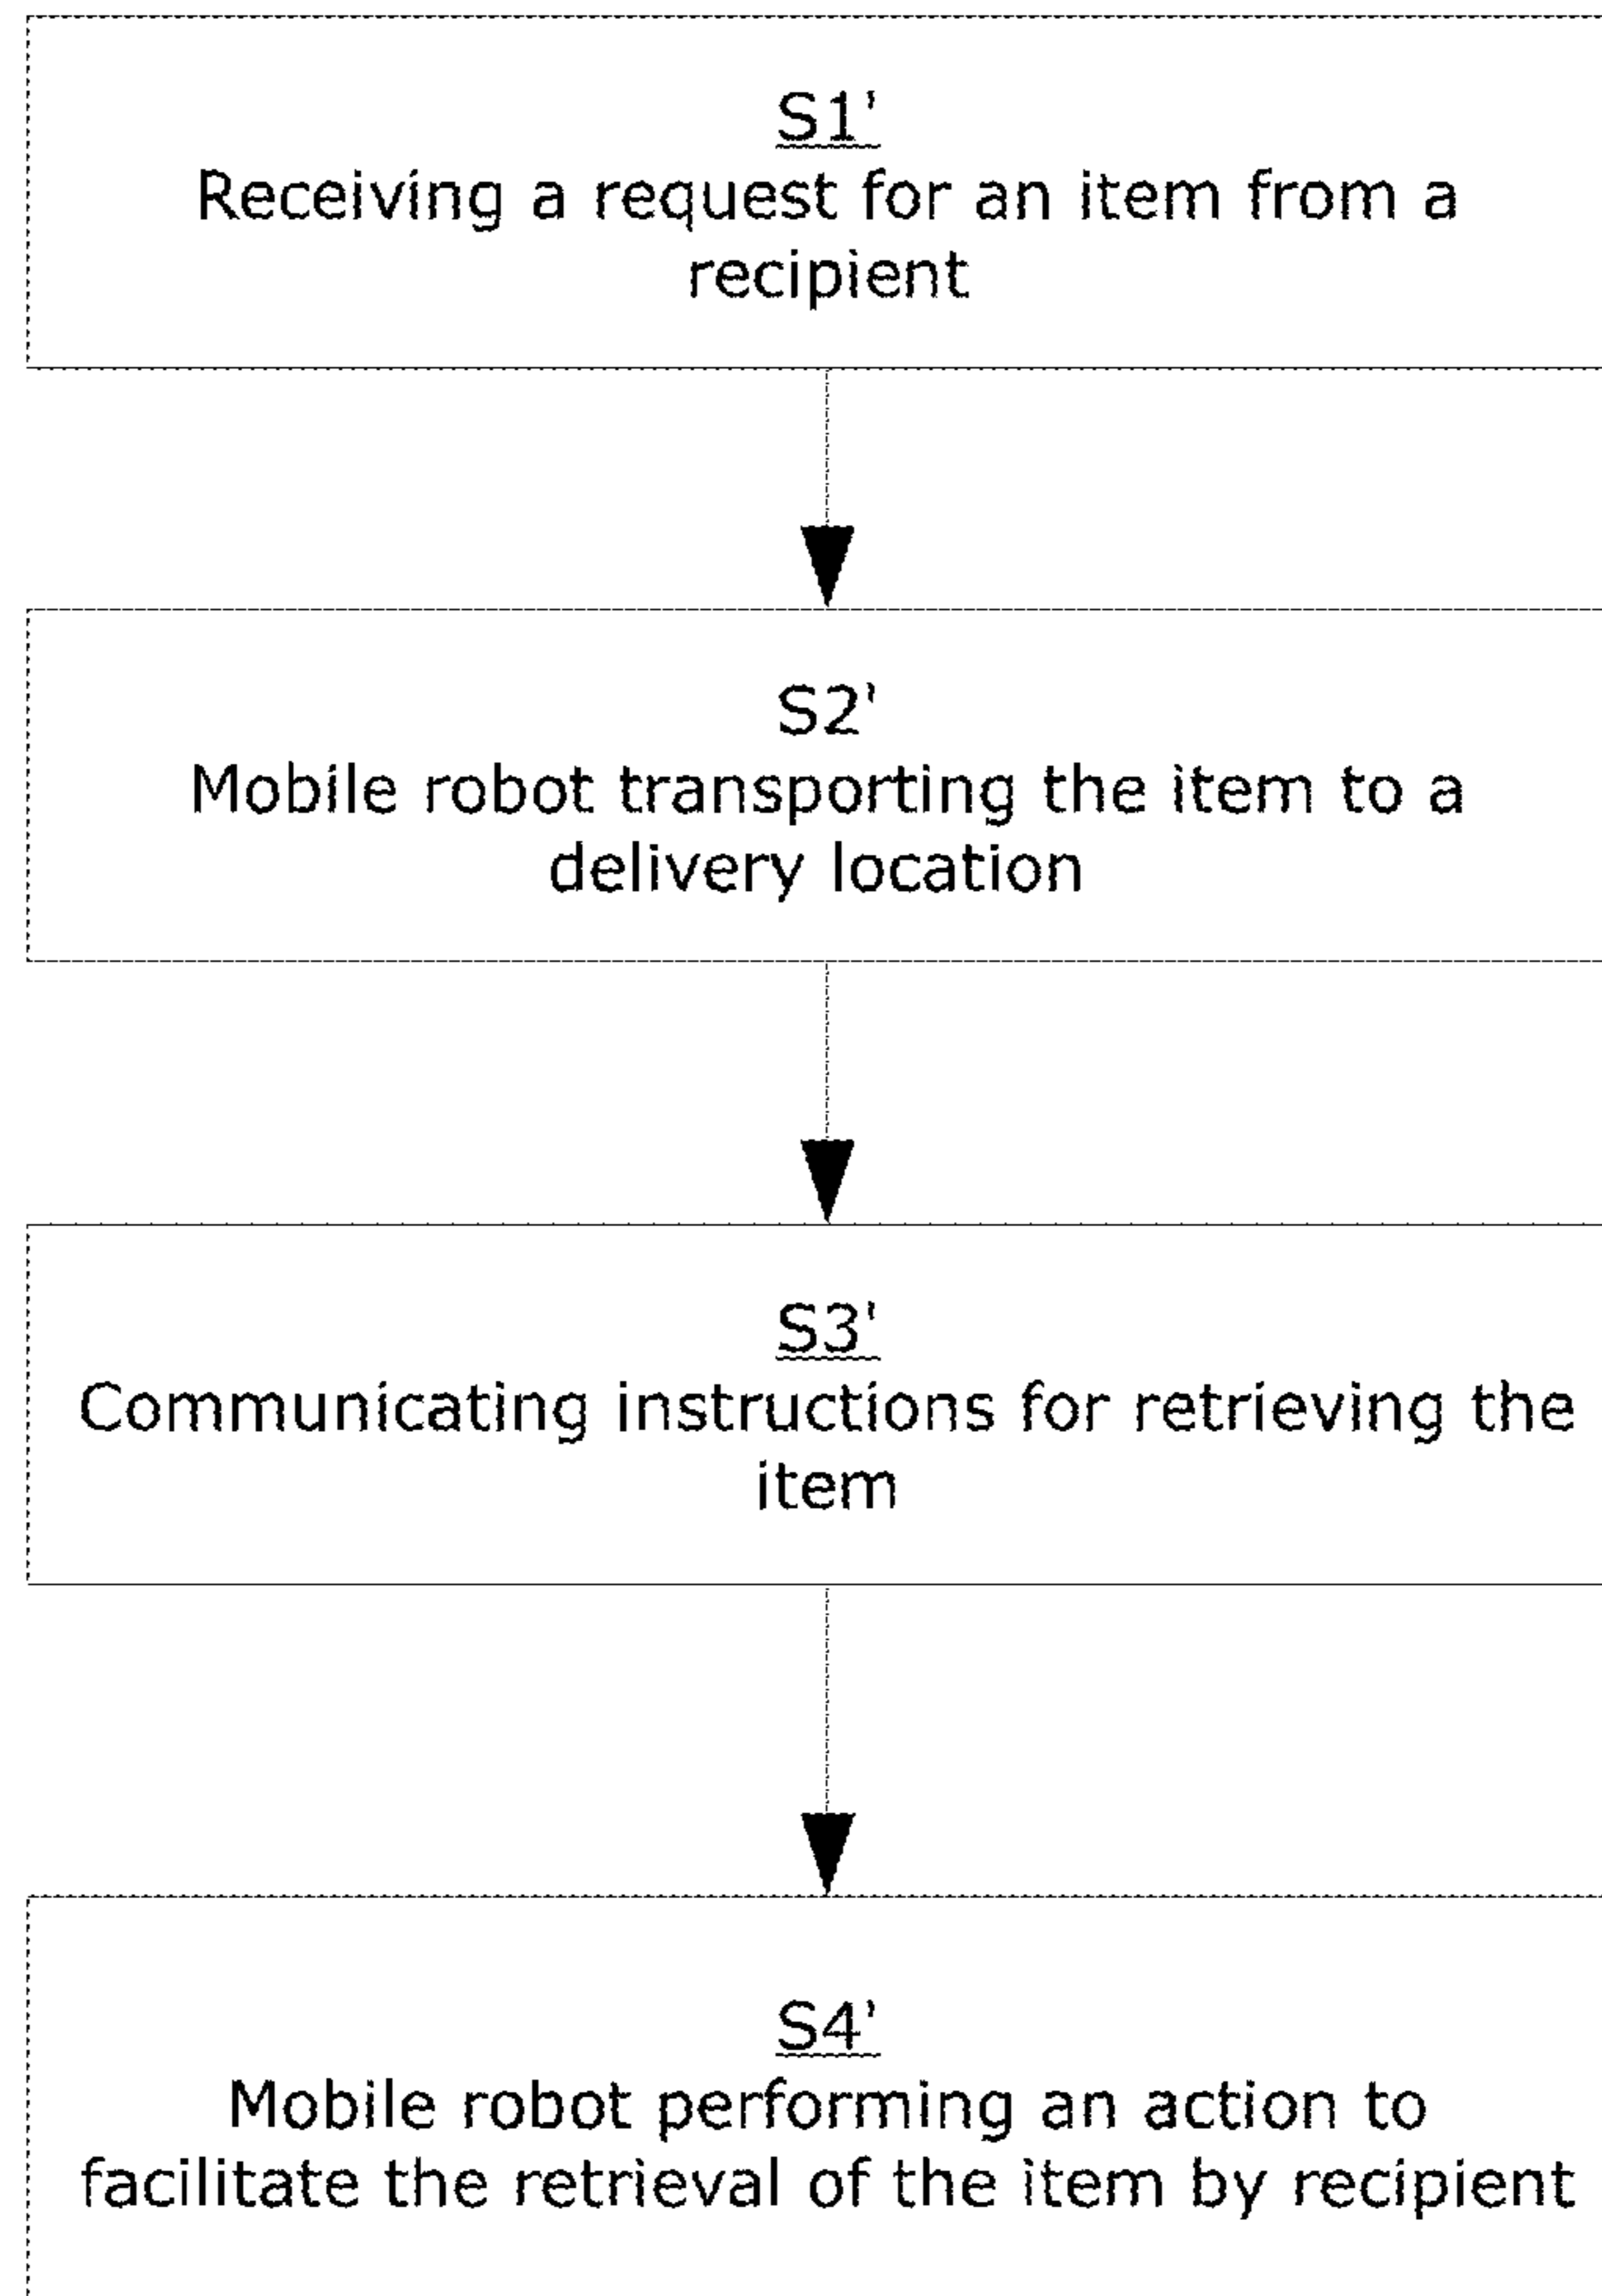 S1'
Receiving a request for an item from a
recipient
S2'
Mobile robot transporting the item to a
delivery location
S3'
Communicating instructions for retrieving the
item
S4'
Mobile robot performing an action to
facilitate the retrieval of the item by recipient